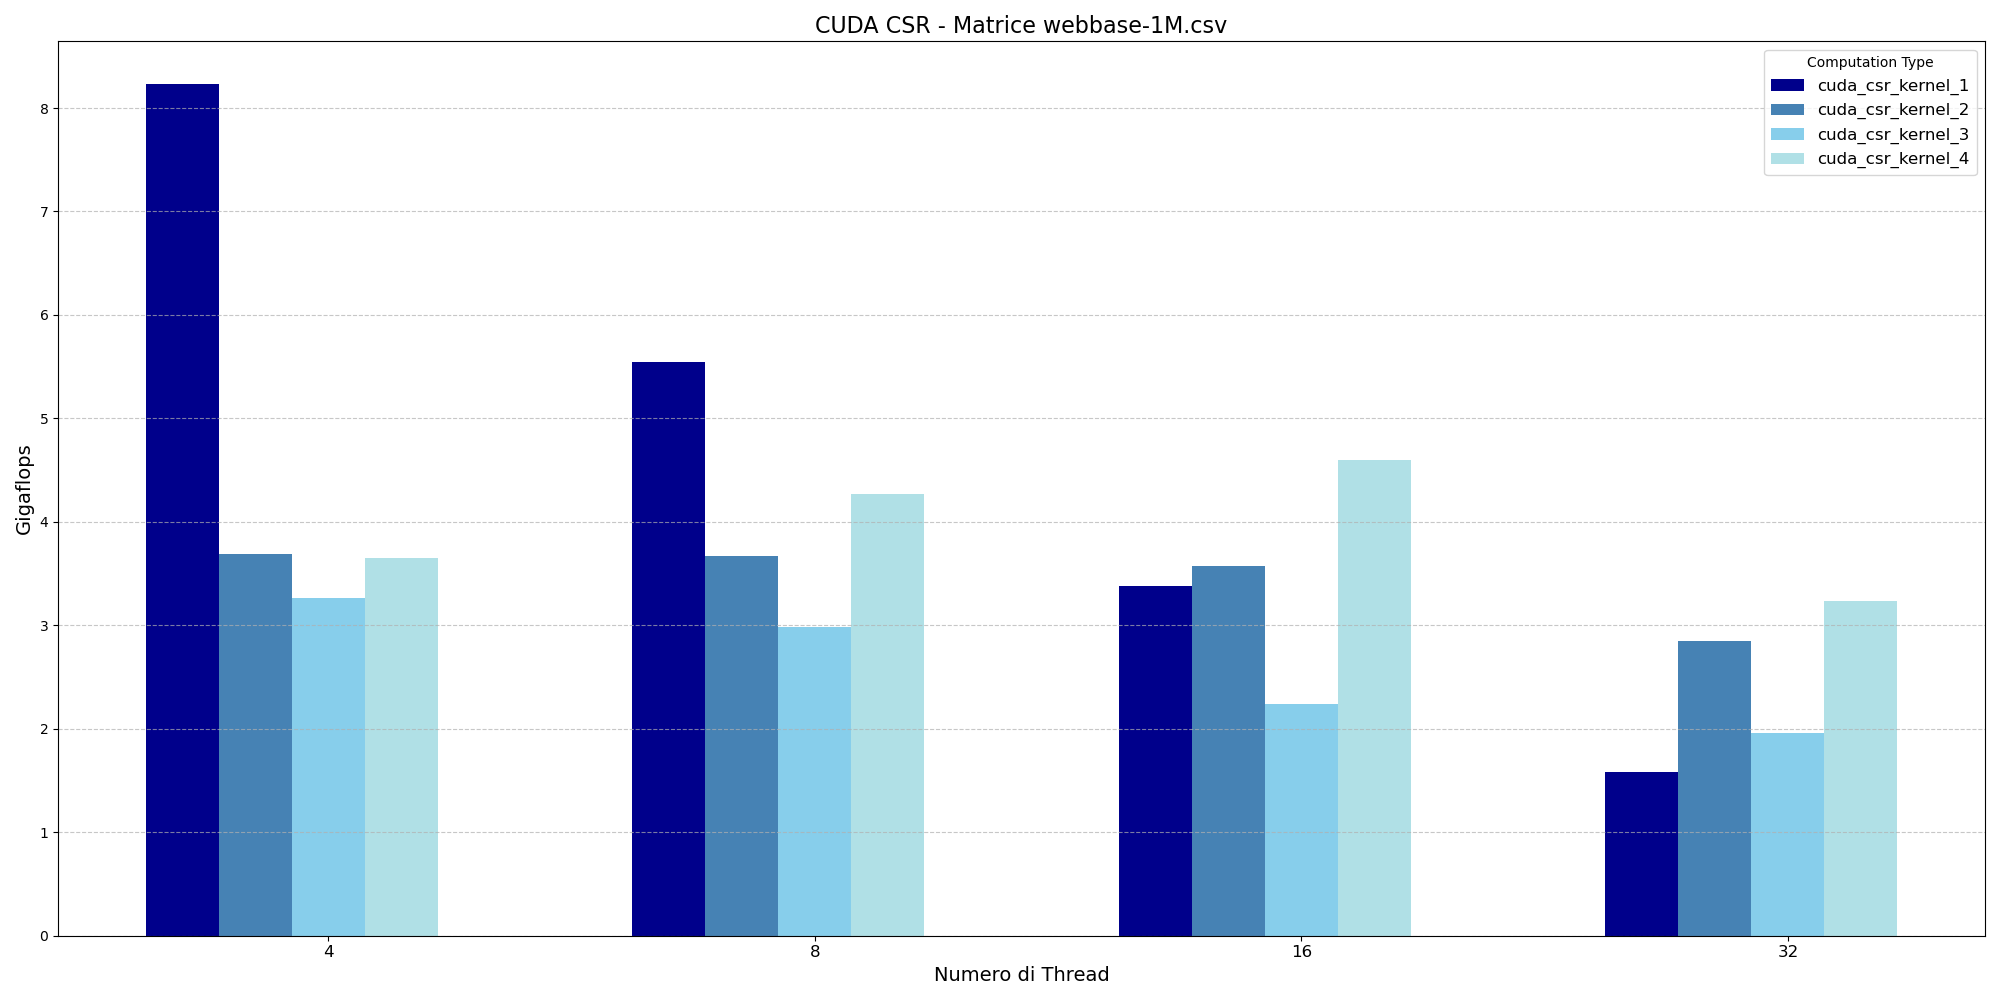 CUDA CSR - Matrice webbase-1M.csv
Computation Type
cuda_csr_kernel_1
cuda_csr_kernel_2
cuda_csr_kernel_3
cuda_csr_kernel_4
Gigaflops
8
7
6
5
4
3
2
1
0
4 8 16 32
Numero di Thread